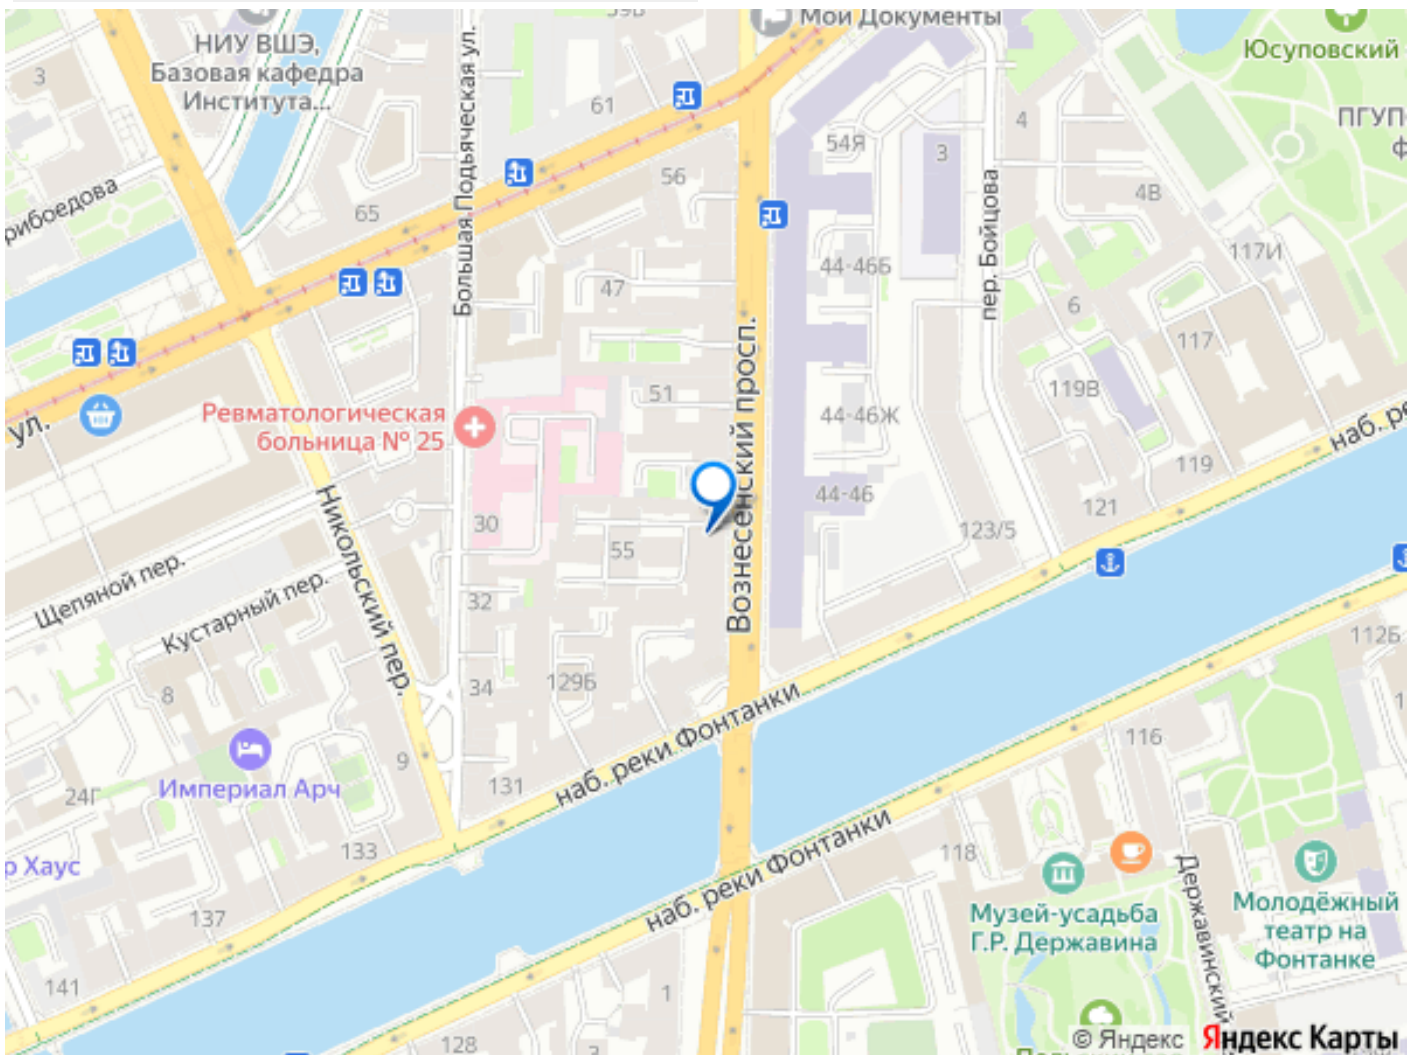 Мои Документы
НИУ ВШЭ,
Базовая кафедра
Института...
Юсуповский
3
61
ПГУП
4
54Я
3
56
4В
65
рибоедова
Большая Подьяческая ул.
пер. Бойцова
117И
44-46Б
47
6
117
Вознесенский просп.
119В
51
44-46Ж
Ревматологическая
больница № 25
ул.
наб. ре
119
44-46
121
30
123/5
55
Никольский пер.
Щепяной пер.
Кустарный пер.
32
112Б
8
34
129Б
наб. реки Фонтанки
116
9
131
Империал Арч
24Г
133
наб. реки Фонтанки
118
р Хаус
Державинский
Музей-усадьба
Г.Р. Державина
Молодёжный
театр на
Фонтанке
137
141
1
128
3
© Яндекс Яндекс Карты